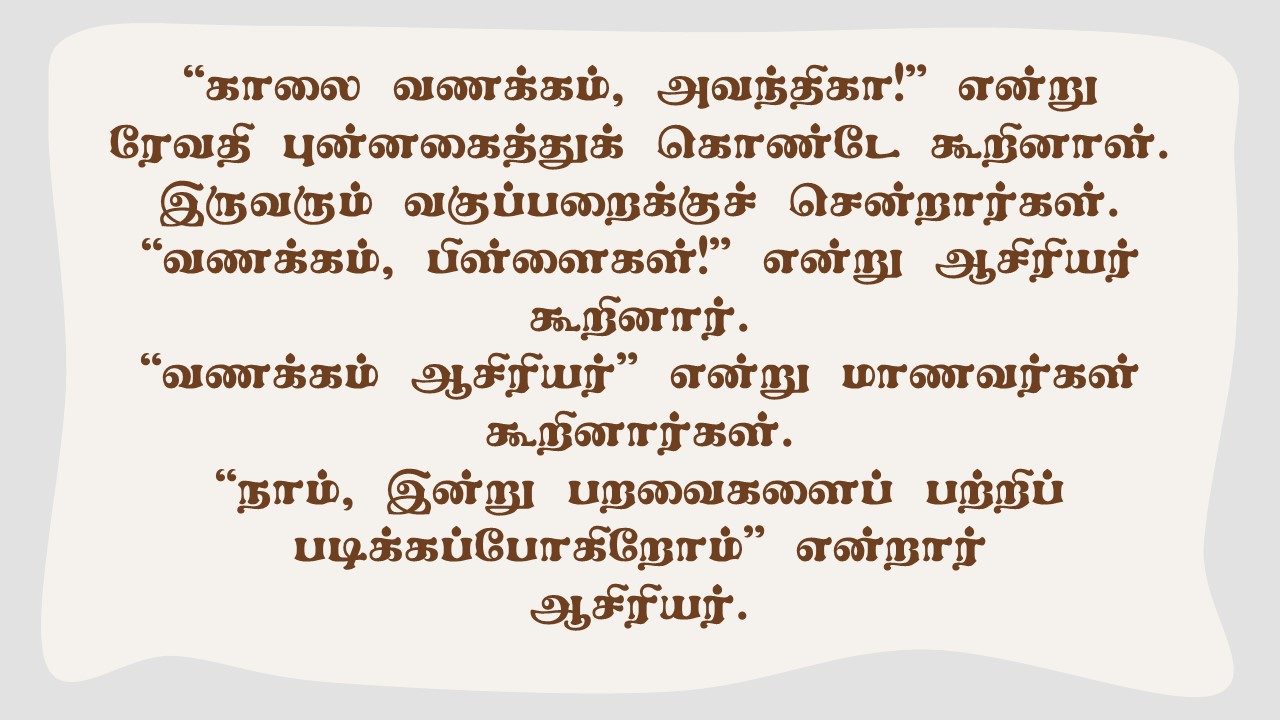 “காலை வணக்கம், அவந்திகா!” என்று
ரேவதி புன்னகைத்துக் கொண்டே கூறினாள்.
இருவரும் வகுப்பறைக்குச் சென்றார்கள்.
“வணக்கம், பிள்ளைகள்!” என்று ஆசிரியர்
கூறினார்.
“வணக்கம் ஆசிரியர்” என்று மாணவர்கள்
கூறினார்கள்.
“நாம், இன்று பறவைகளைப் பற்றிப்
படிக்கப்போகிறோம்” என்றார்
ஆசிரியர்.